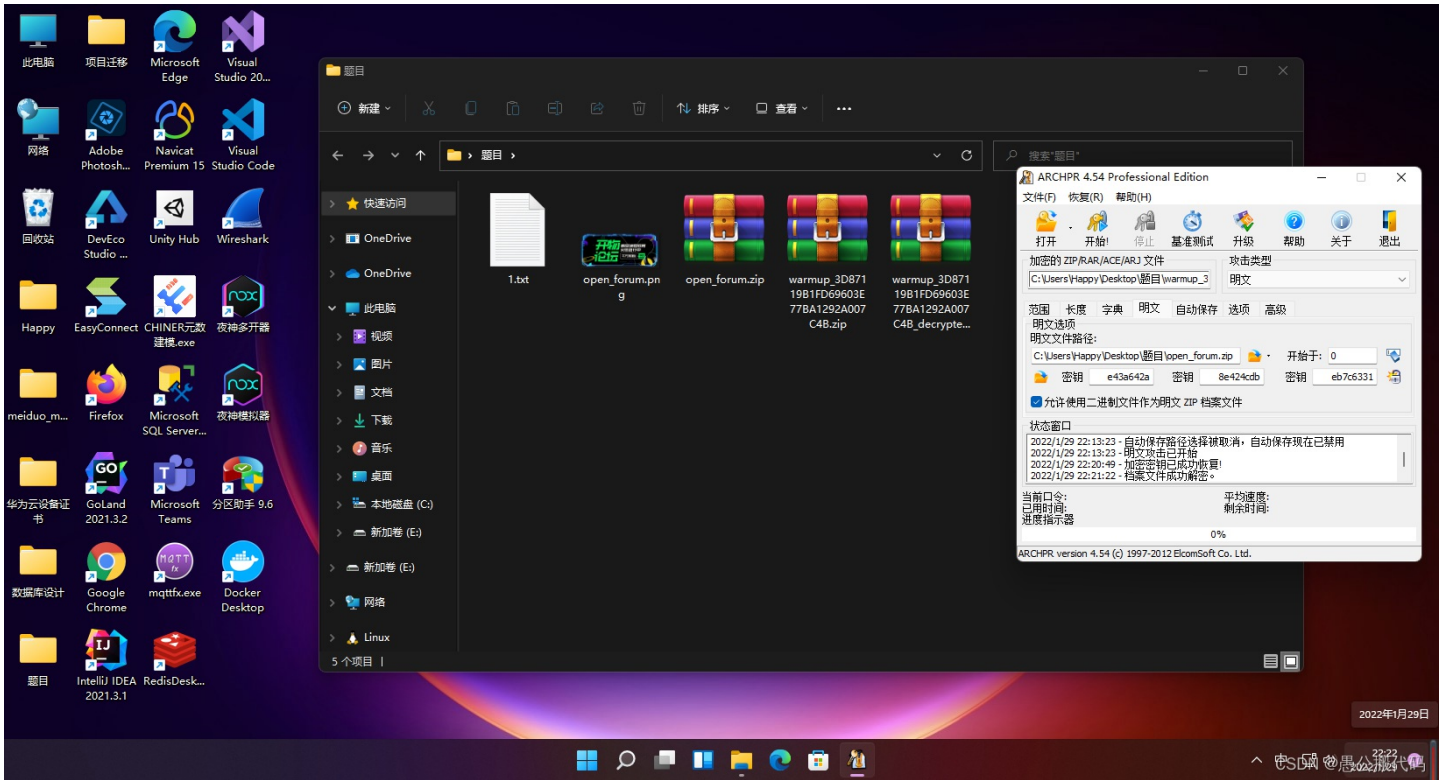 此电脑
项目迁移
Microsoft
Edge
Visual
Studio 20...
网络
Adobe
Photosh...
Navicat
Premium 15
Visual
Studio Code
回收站
DevEco
Studio ...
Unity Hub
Wireshark
Happy
EasyConnect
CHINER元数
建模.exe
夜神多开器
meiduo_m...
Firefox
Microsoft
SQL Server...
夜神模拟器
华为云设备证
书
GoLand
2021.3.2
Microsoft
Teams
分区助手 9.6
数据库设计
Google
Chrome
mqttfx.exe
Docker
Desktop
题目
IntelliJ IDEA
2021.3.1
RedisDesk...
题目
新建
排序
查看
题目
搜索"题目"
快速访问
OneDrive
OneDrive
此电脑
视频
图片
文档
下载
音乐
桌面
本地磁盘 (C:)
新加卷 (E:)
新加卷 (E:)
网络
Linux
5 个项目
1.txt
open_forum.pn
g
open_forum.zip
warmup_3D871
19B1FD69603E
77BA1292A007
C4B.zip
warmup_3D871
19B1FD69603E
77BA1292A007
C4B_decrypte...
开物
论坛
ARCHPR 4.54 Professional Edition
文件(F) 恢复(R) 帮助(H)
打开 开始! 停止 基准测试 升级 帮助 关于 退出
加密的 ZIP/RAR/ACE/ARJ 文件
攻击类型
C:\Users\Happy\Desktop\题目\warmup_3
明文
范围 长度 字典 明文 自动保存 选项 高级
明文选项
明文文件路径:
C:\Users\Happy\Desktop\题目\open_forum.zip
开始于: 0
密钥 e43a642a 密钥 8e424cdb 密钥 eb7c6331
允许使用二进制文件作为明文 ZIP 档案文件
状态窗口
2022/1/29 22:13:23 - 自动保存路径选择被取消，自动保存现在已禁用
2022/1/29 22:13:23 - 明文攻击已开始
2022/1/29 22:20:49 - 加密密钥已成功恢复!
2022/1/29 22:21:22 - 档案文件成功解密。
当前口令:
平均速度:
已用时间:
剩余时间:
进度指示器
0%
ARCHPR version 4.54 (c) 1997-2012 ElcomSoft Co. Ltd.
2022年1月29日
中
22:22
2022/1/29
CSDN @愚公搬代码